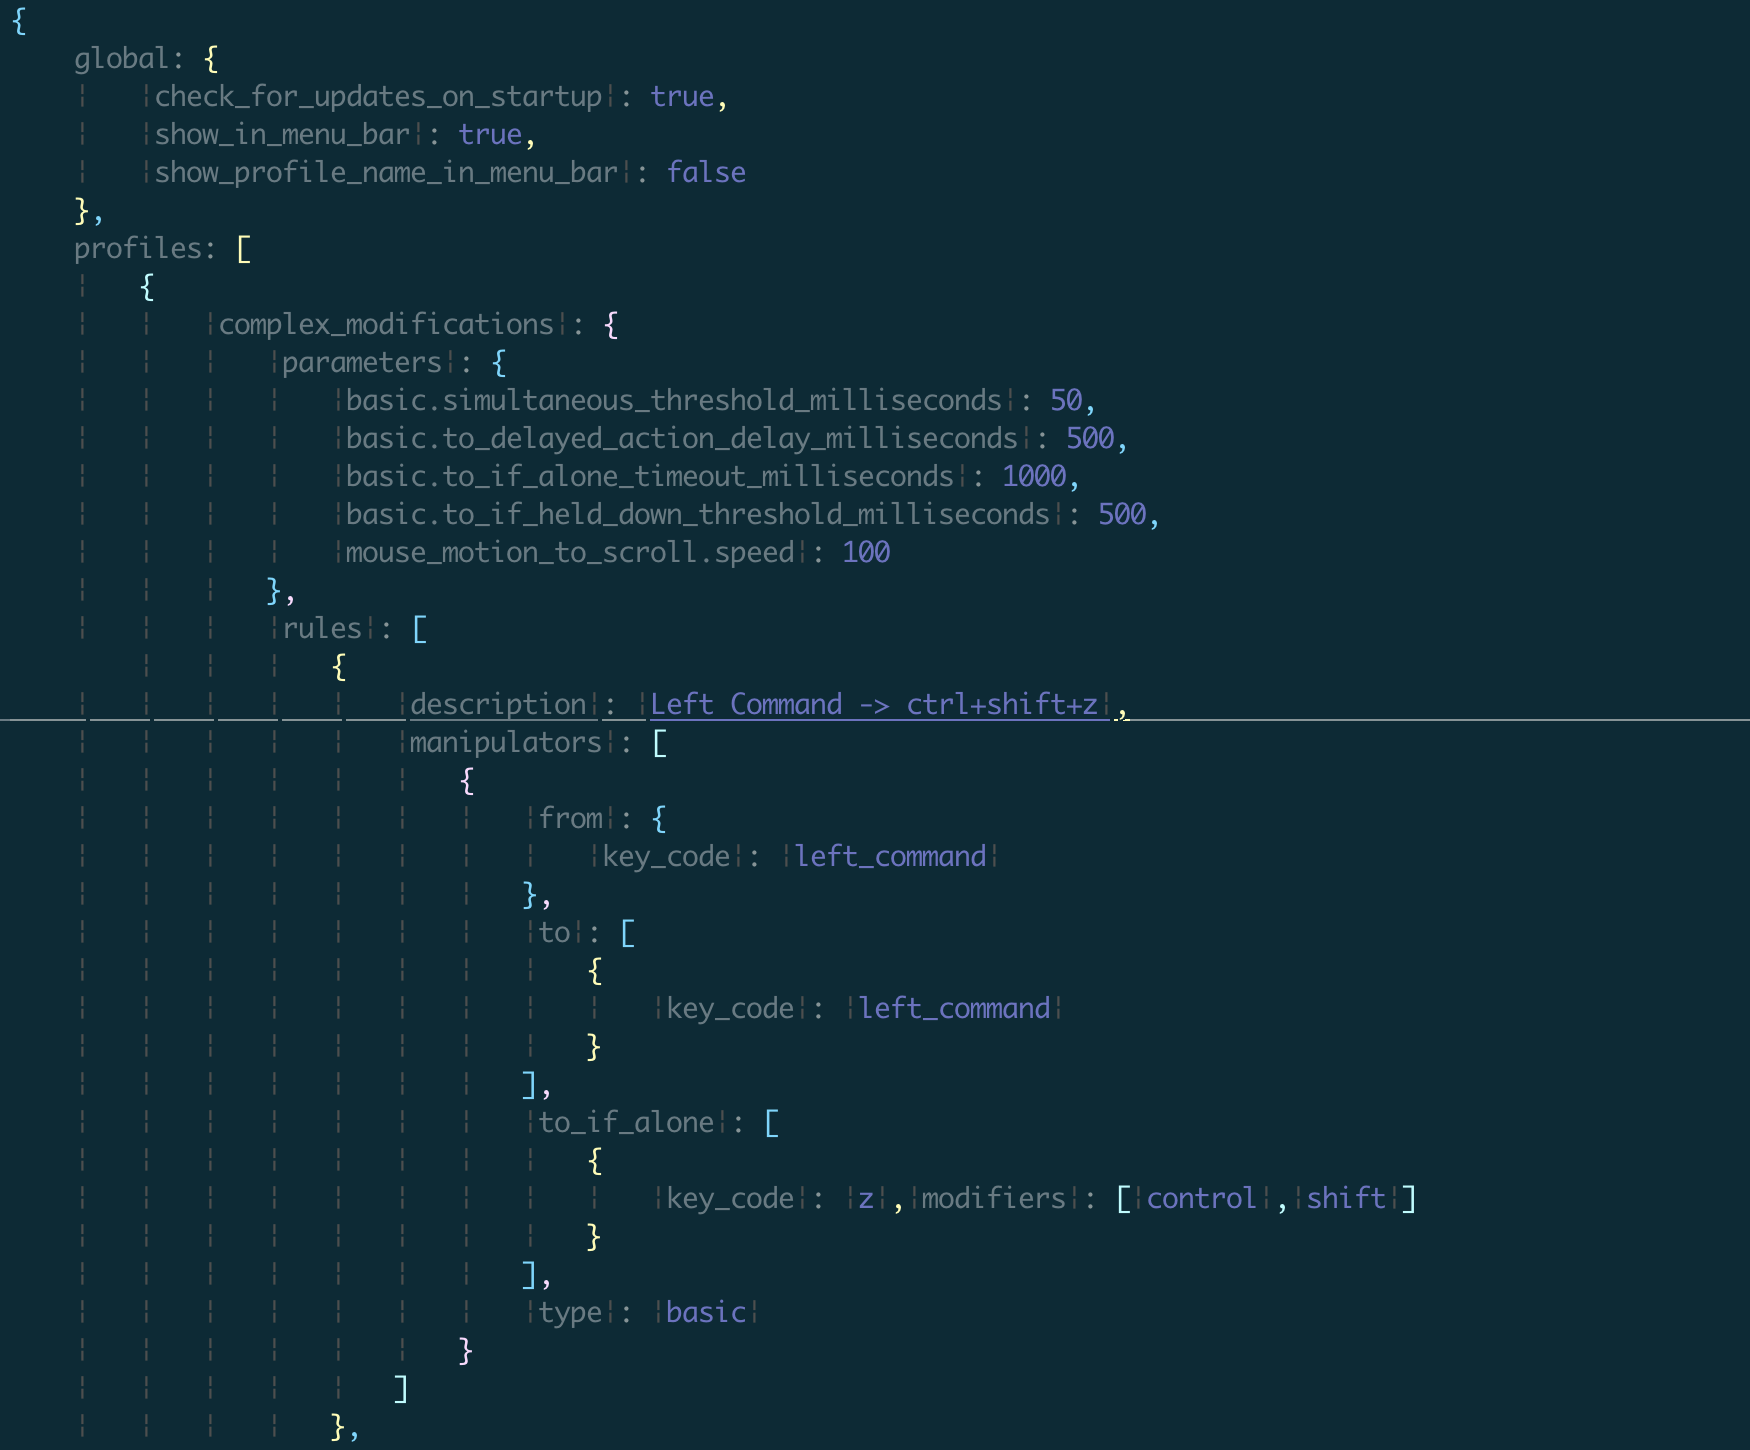 {
    global: {
        check_for_updates_on_startup: true,
        show_in_menu_bar: true,
        show_profile_name_in_menu_bar: false
    },
    profiles: [
        {
            complex_modifications: {
                parameters: {
                    basic.simultaneous_threshold_milliseconds: 50,
                    basic.to_delayed_action_delay_milliseconds: 500,
                    basic.to_if_alone_timeout_milliseconds: 1000,
                    basic.to_if_held_down_threshold_milliseconds: 500,
                    mouse_motion_to_scroll.speed: 100
                },
                rules: [
                    {
                        description: Left Command -> ctrl+shift+z,
                        manipulators: [
                            {
                                from: {
                                    key_code: left_command
                                },
                                to: [
                                    {
                                        key_code: left_command
                                    }
                                ],
                                to_if_alone: [
                                    {
                                        key_code: z,modifiers: [control,shift]
                                    }
                                ],
                                type: basic
                            }
                        ]
                    },